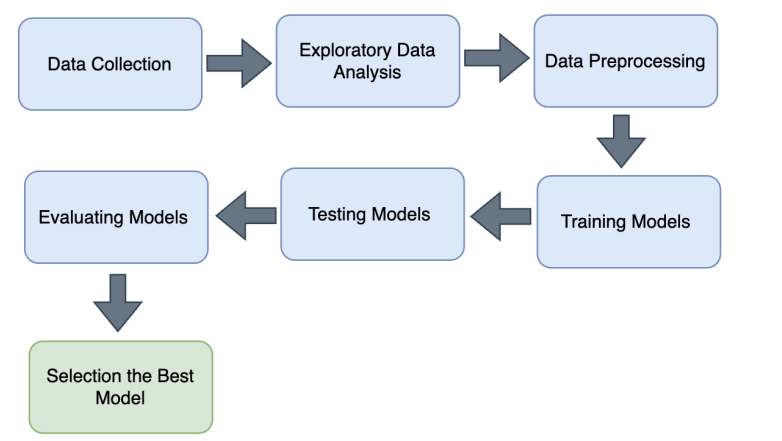 Data Collection
Exploratory Data
Analysis
Data Preprocessing
Training Models
Testing Models
Evaluating Models
Selection the Best
Model